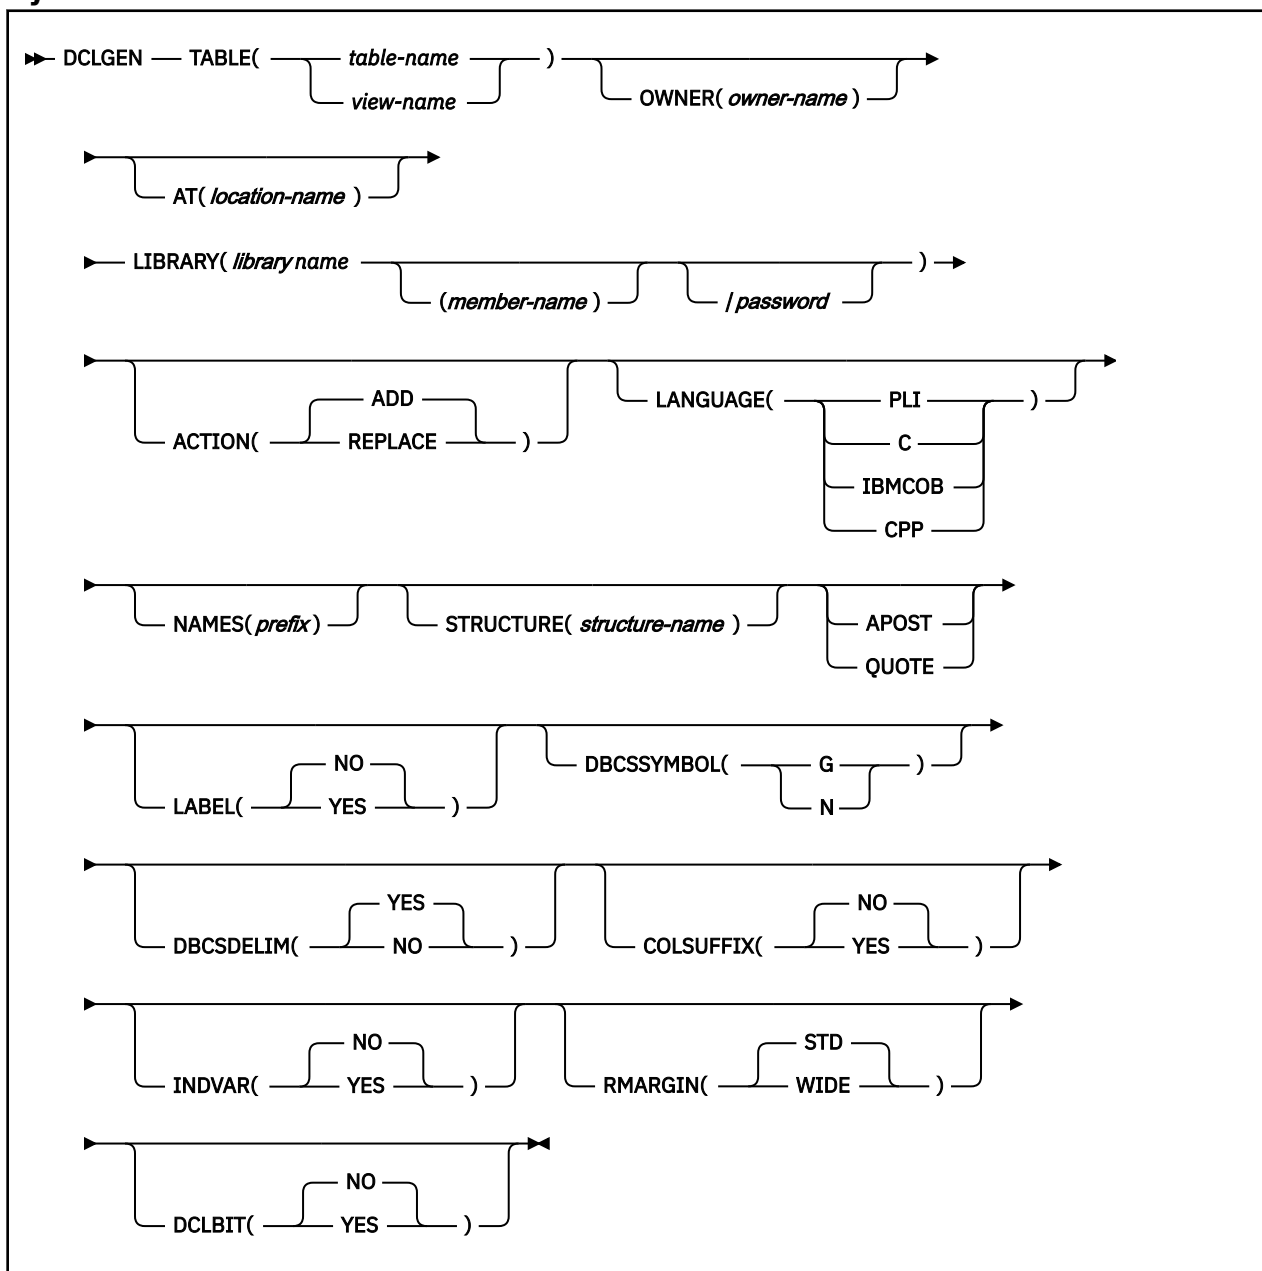 DCLGEN TABLE( table-name ) 
view-name OWNER( owner-name )
AT( location-name )
LIBRARY( library name )
(member-name ) / password
ADD LANGUAGE( PLI )
ACTION( REPLACE ) C
IBMCOB
CPP
NAMES( prefix ) STRUCTURE( structure-name ) APOST
QUOTE
NO DBCSSYMBOL( G )
LABEL( YES ) N
YES NO
DBCSDELIM( NO ) COLSUFFIX( YES )
NO STD
INDVAR( YES ) RMARGIN( WIDE )
NO
DCLBIT( YES )